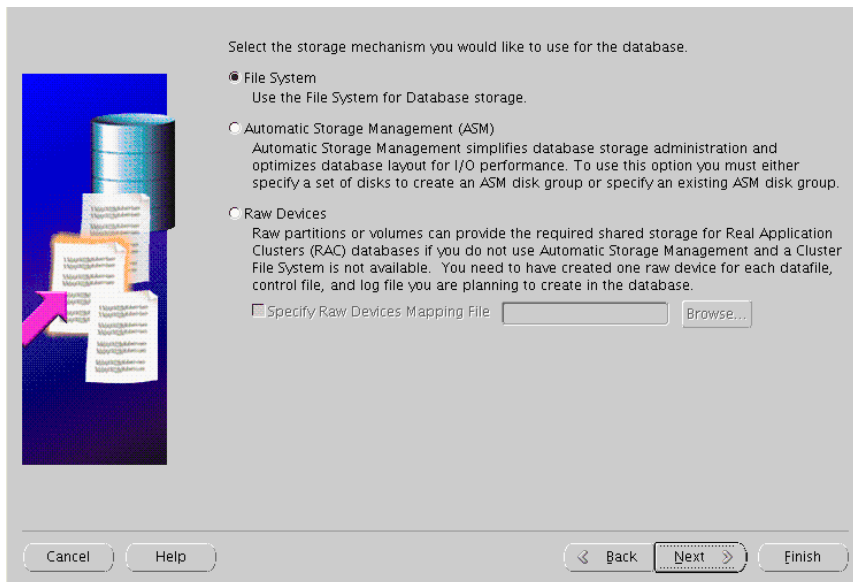 Select the storage mechanism you would like to use for the database.
File System
Use the File System for Database storage.
Automatic Storage Management (ASM)
Automatic Storage Management simplifies database storage administration and
optimizes database layout for I/O performance. To use this option you must either
specify a set of disks to create an ASM disk group or specify an existing ASM disk group.
Raw Devices
Raw partitions or volumes can provide the required shared storage for Real Application
Clusters (RAC) databases if you do not use Automatic Storage Management and a Cluster
File System is not available. You need to have created one raw device for each datafile,
control file, and log file you are planning to create in the database.
Specify Raw Devices Mapping File
Browse...
Cancel
Help
Back
Next
Finish